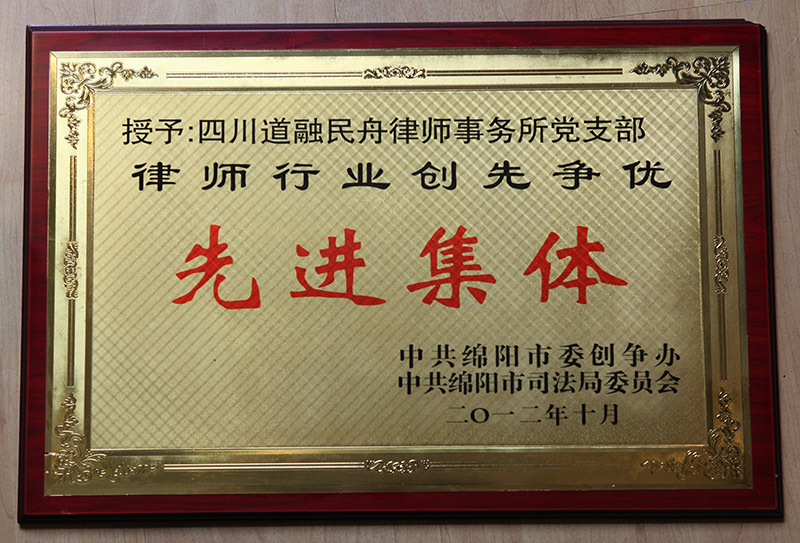 授予:四川道融民舟律师事务所党支部
律师行业创先争优
先进集体
中共绵阳市委创争办
中共绵阳市司法局委员会
二〇一二年十月